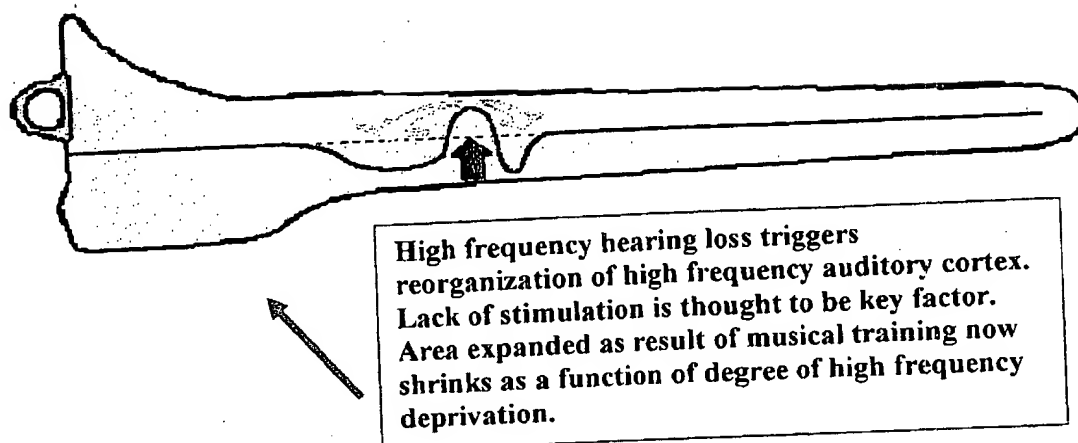 High frequency hearing loss triggers
reorganization of high frequency auditory cortex.
Lack of stimulation is thought to be key factor.
Area expanded as result of musical training now
shrinks as a function of degree of high frequency
deprivation.